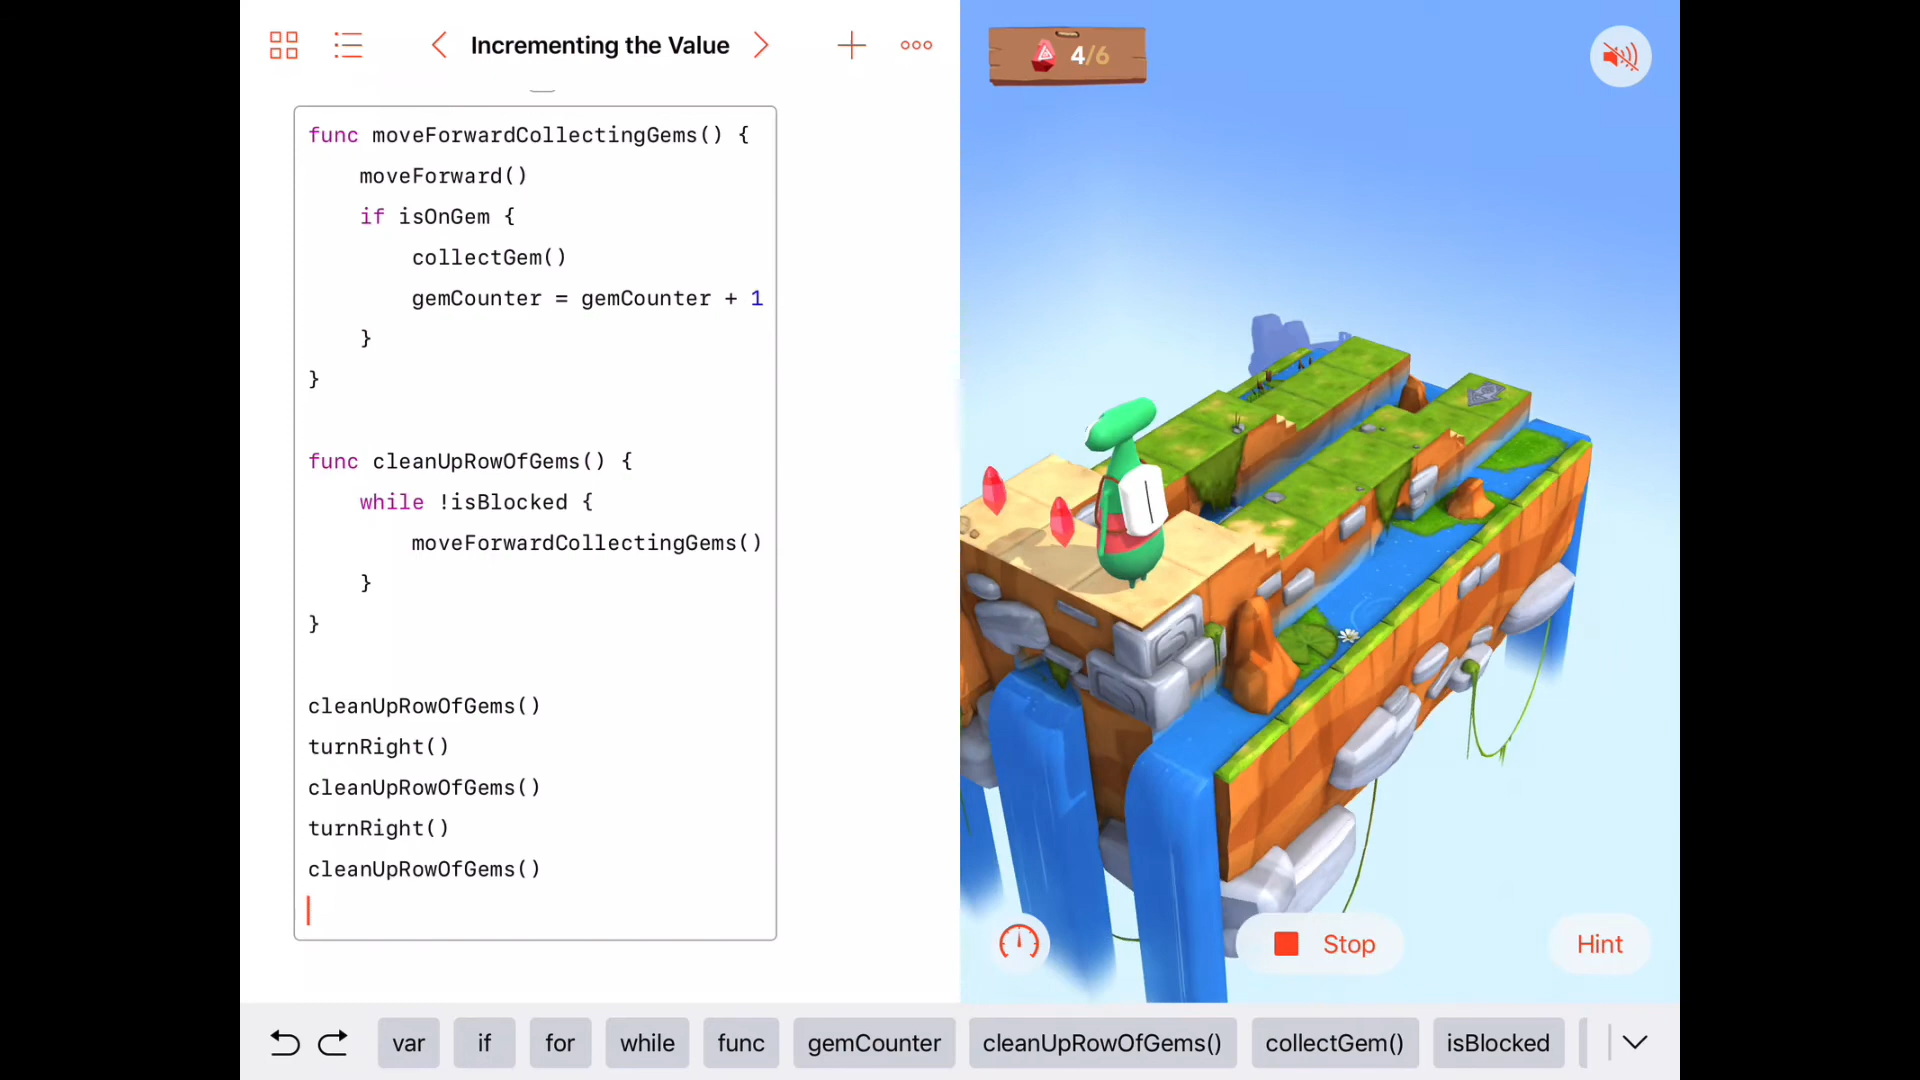 Incrementing the Value
4/6
func moveForwardCollectingGems() {
moveForward()
if isOnGem {
collectGem()
gemCounter = gemCounter + 1
}
}
func cleanUpRowOfGems() {
while !isBlocked {
moveForwardCollectingGems()
}
}
cleanUpRowOfGems()
turnRight()
cleanUpRowOfGems()
turnRight()
cleanUpRowOfGems()
Stop
Hint
var if for while func gemCounter cleanUpRowOfGems() collectGem() isBlocked